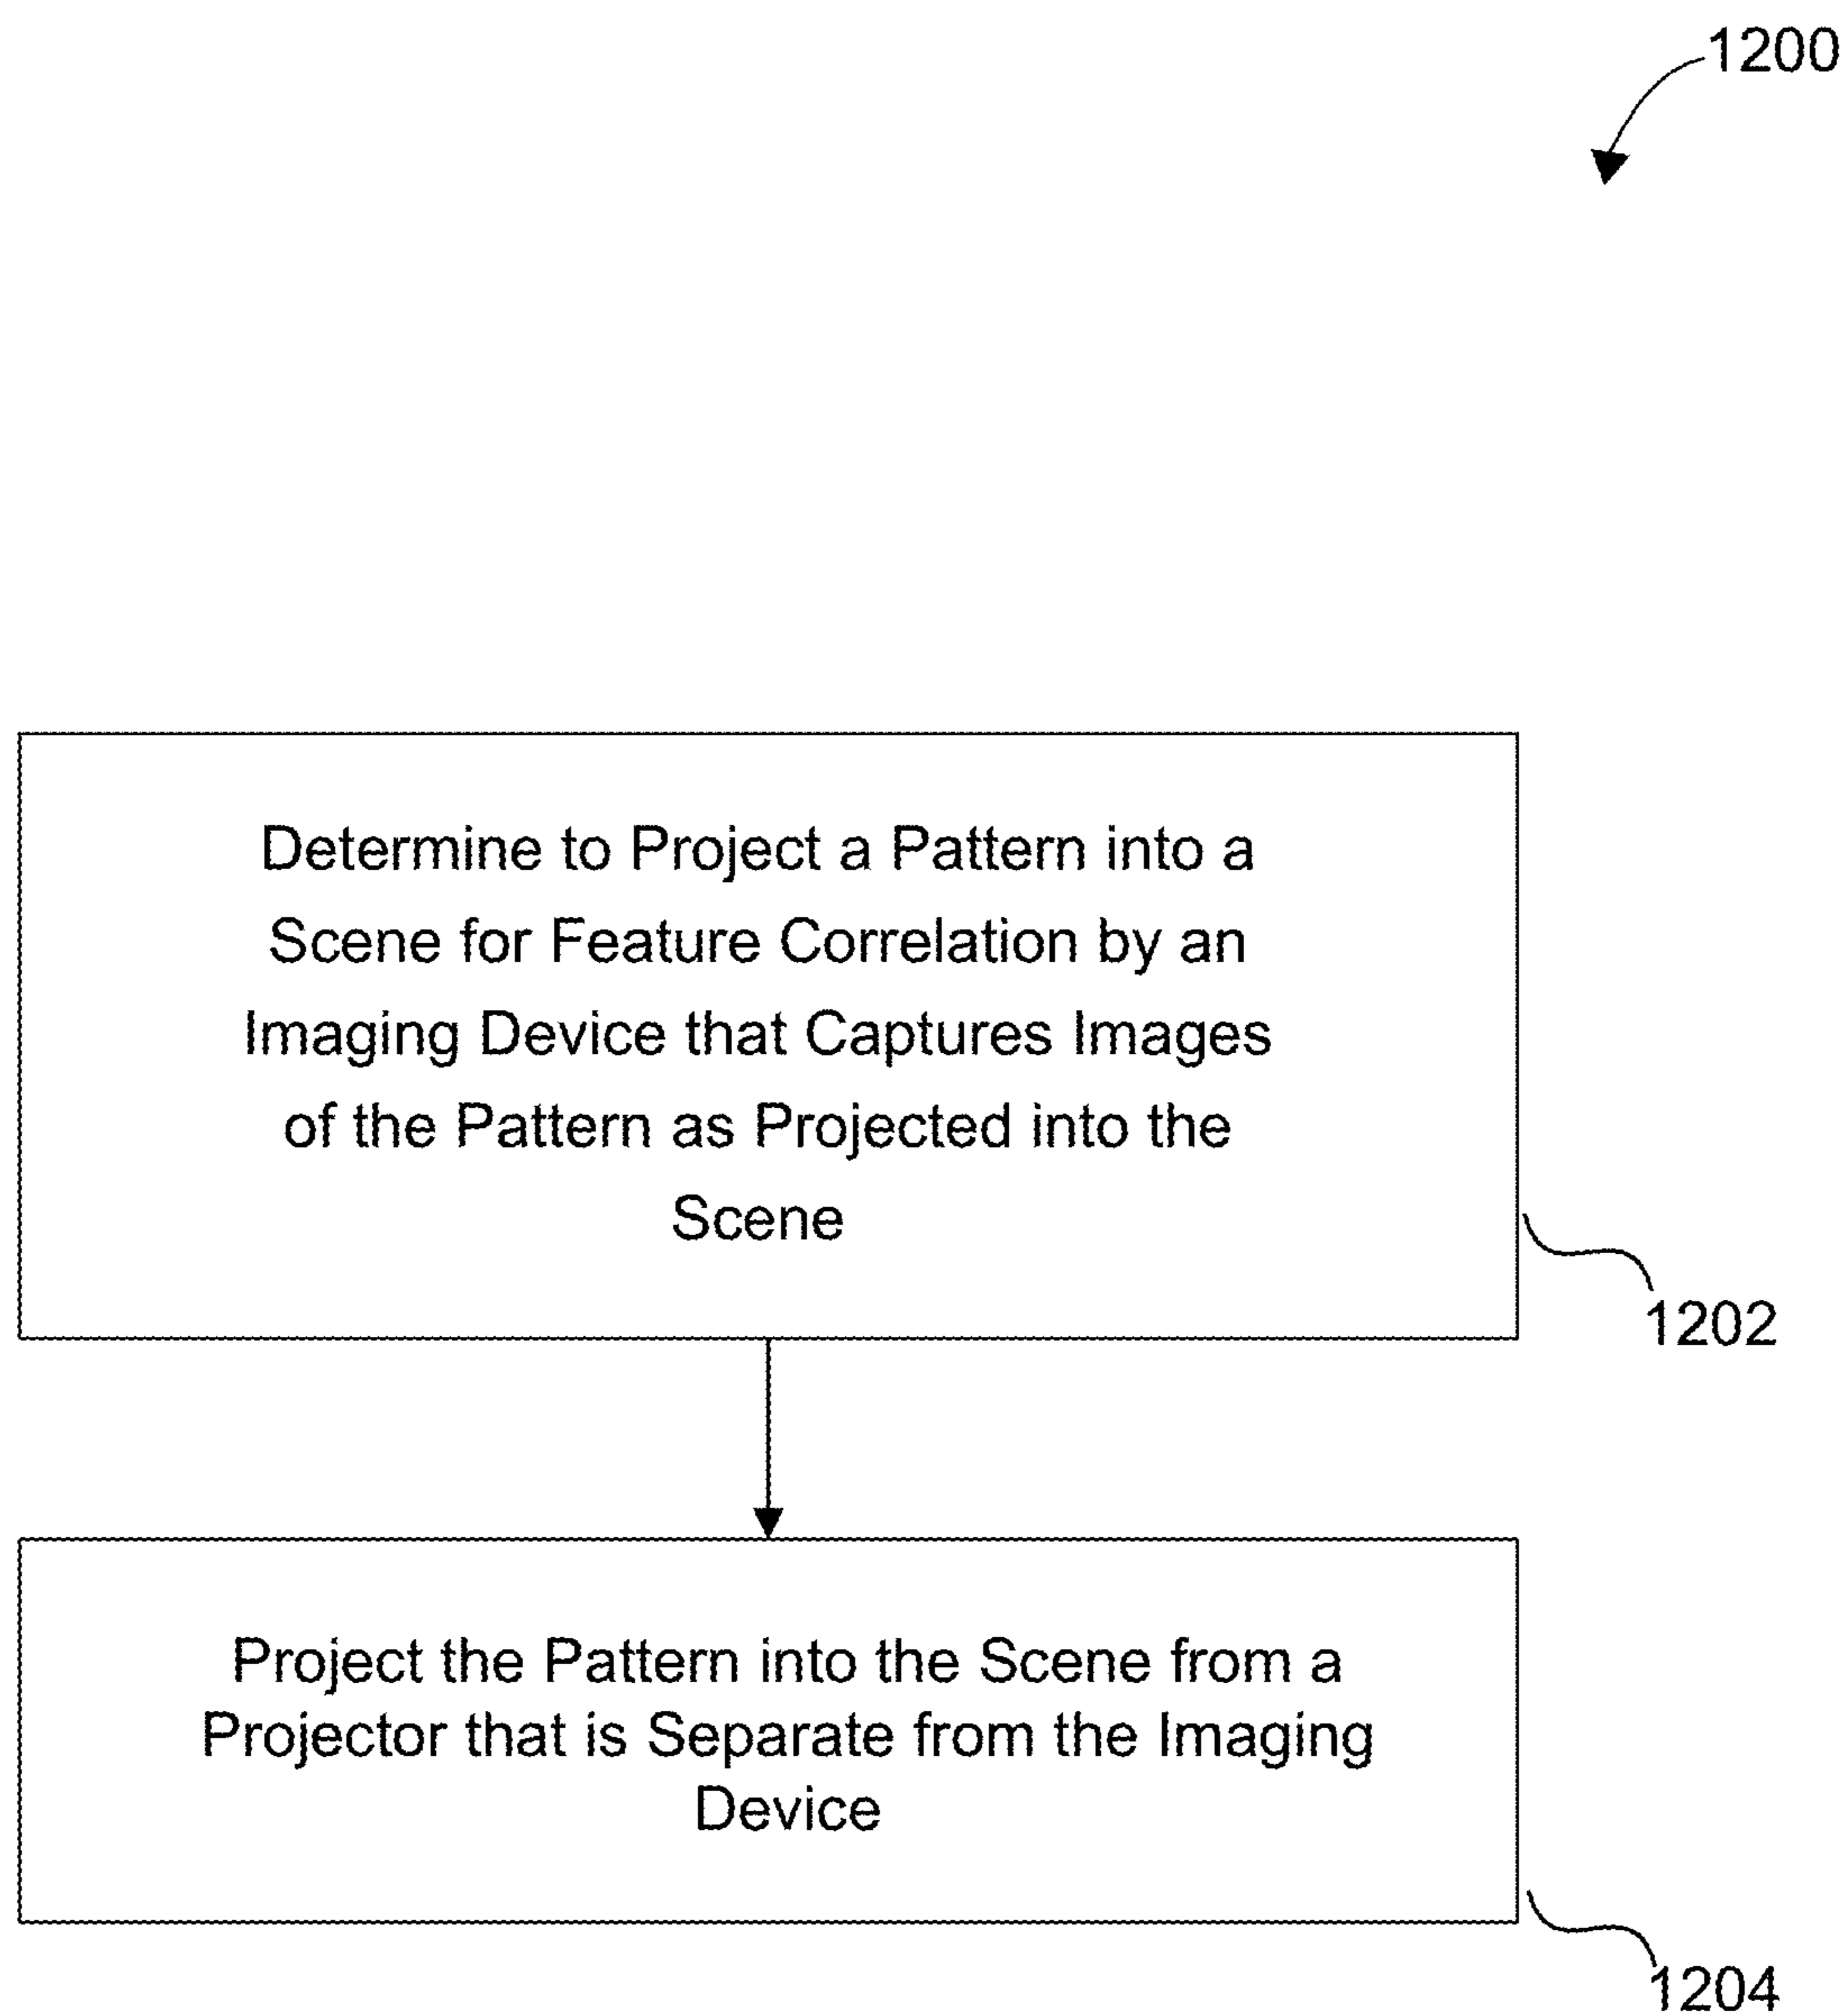 1200
Determine to Project a Pattern into a
Scene for Feature Correlation by an
Imaging Device that Captures Images
of the Pattern as Projected into the
Scene
1202
Project the Pattern into the Scene from a
Projector that is Separate from the Imaging
Device
1204